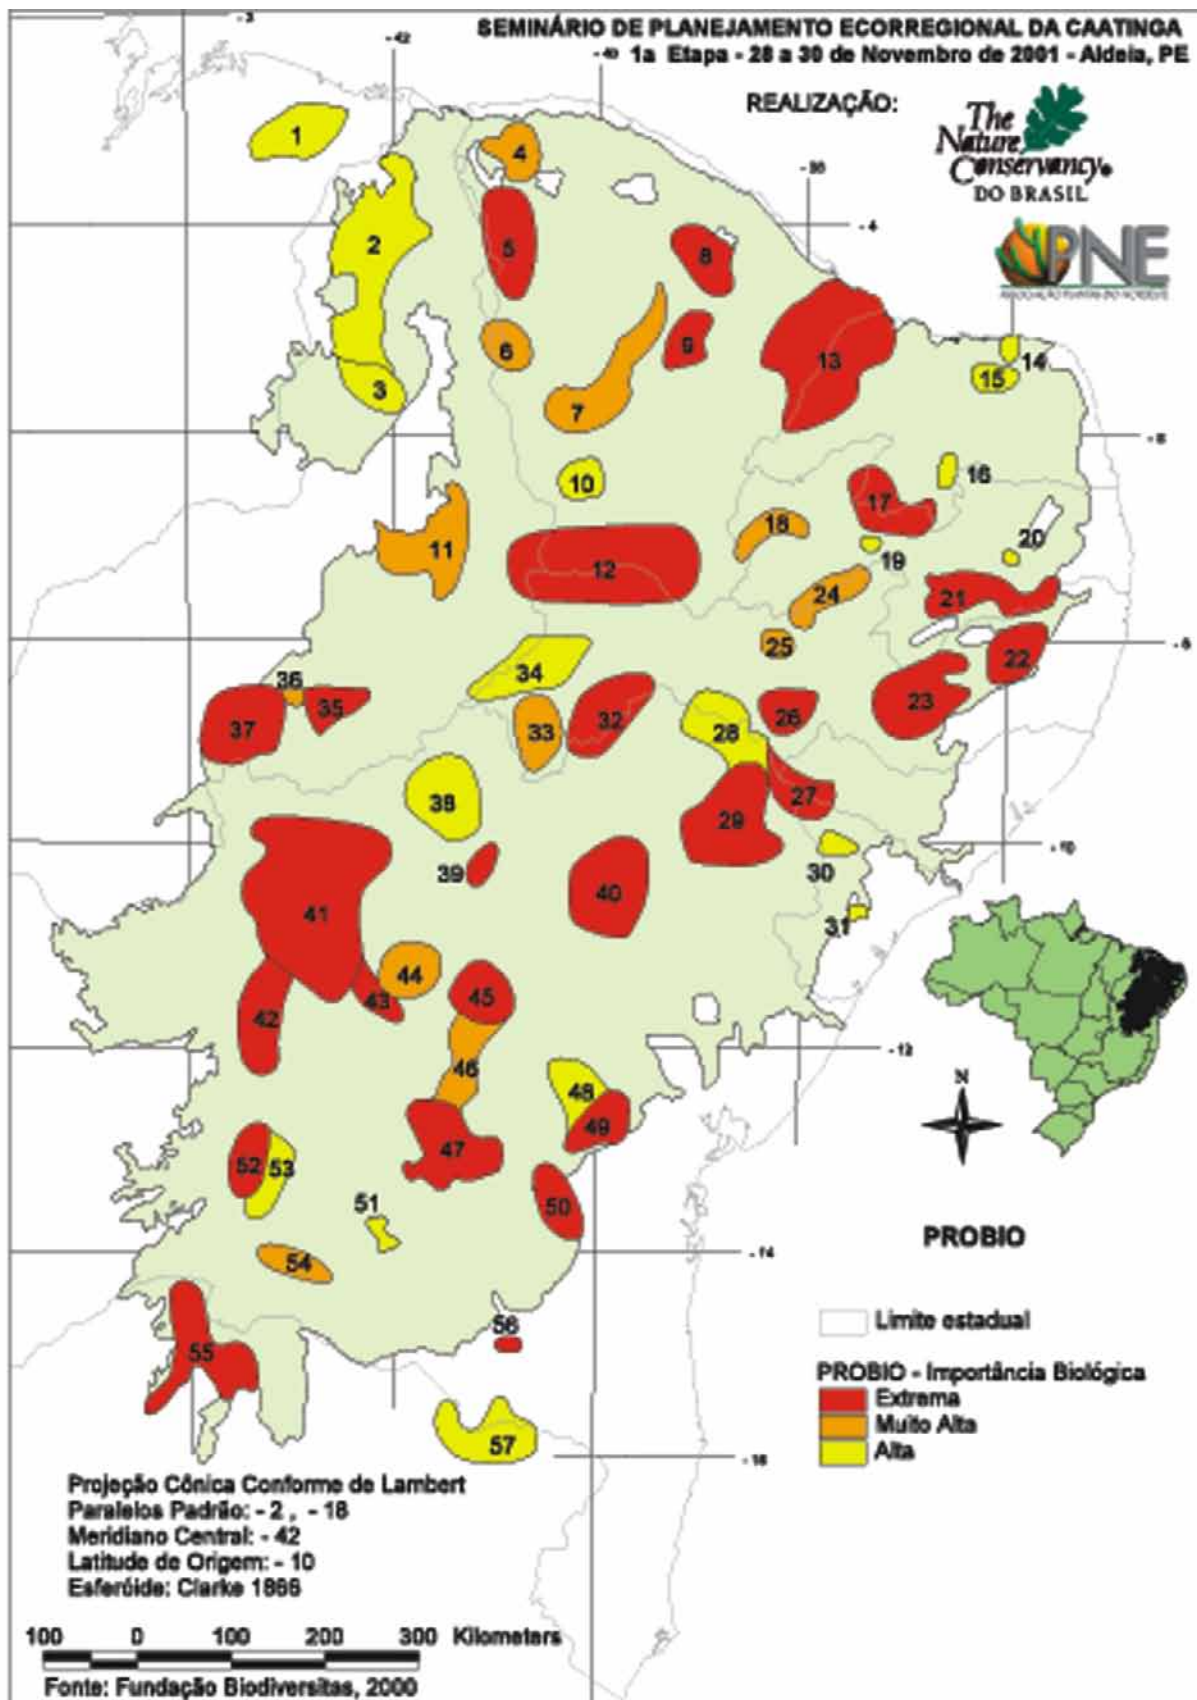 SEMINÁRIO DE PLANEJAMENTO ECORREGIONAL DA CAATINGA
1a Etapa - 28 a 30 de Novembro de 2001 - Aldeia, PE
REALIZAÇÃO:
The
Nature
Conservancy
DO BRASIL
PNE
ASSOCIAÇÃO PLANTAS DO NORDESTE
- 42
- 40
- 4
1
2
3
4
5
6
7
8
9
10
11
12
13
14
15
16
17
18
19
20
21
22
23
24
25
26
27
28
29
30
31
32
33
34
35
36
37
38
39
40
41
42
43
44
45
46
47
48
49
50
51
52
53
54
55
56
57
- 10
- 12
- 14
- 16
N
PROBIO
Limite estadual
PROBIO - Importância Biológica
Extrema
Muito Alta
Alta
Projeção Cônica Conforme de Lambert
Paralelos Padrão: - 2 , - 18
Meridiano Central: - 42
Latitude de Origem: - 10
Esferóide: Clarke 1866
100 0 100 200 300 Kilometers
Fonte: Fundação Biodiversitas, 2000